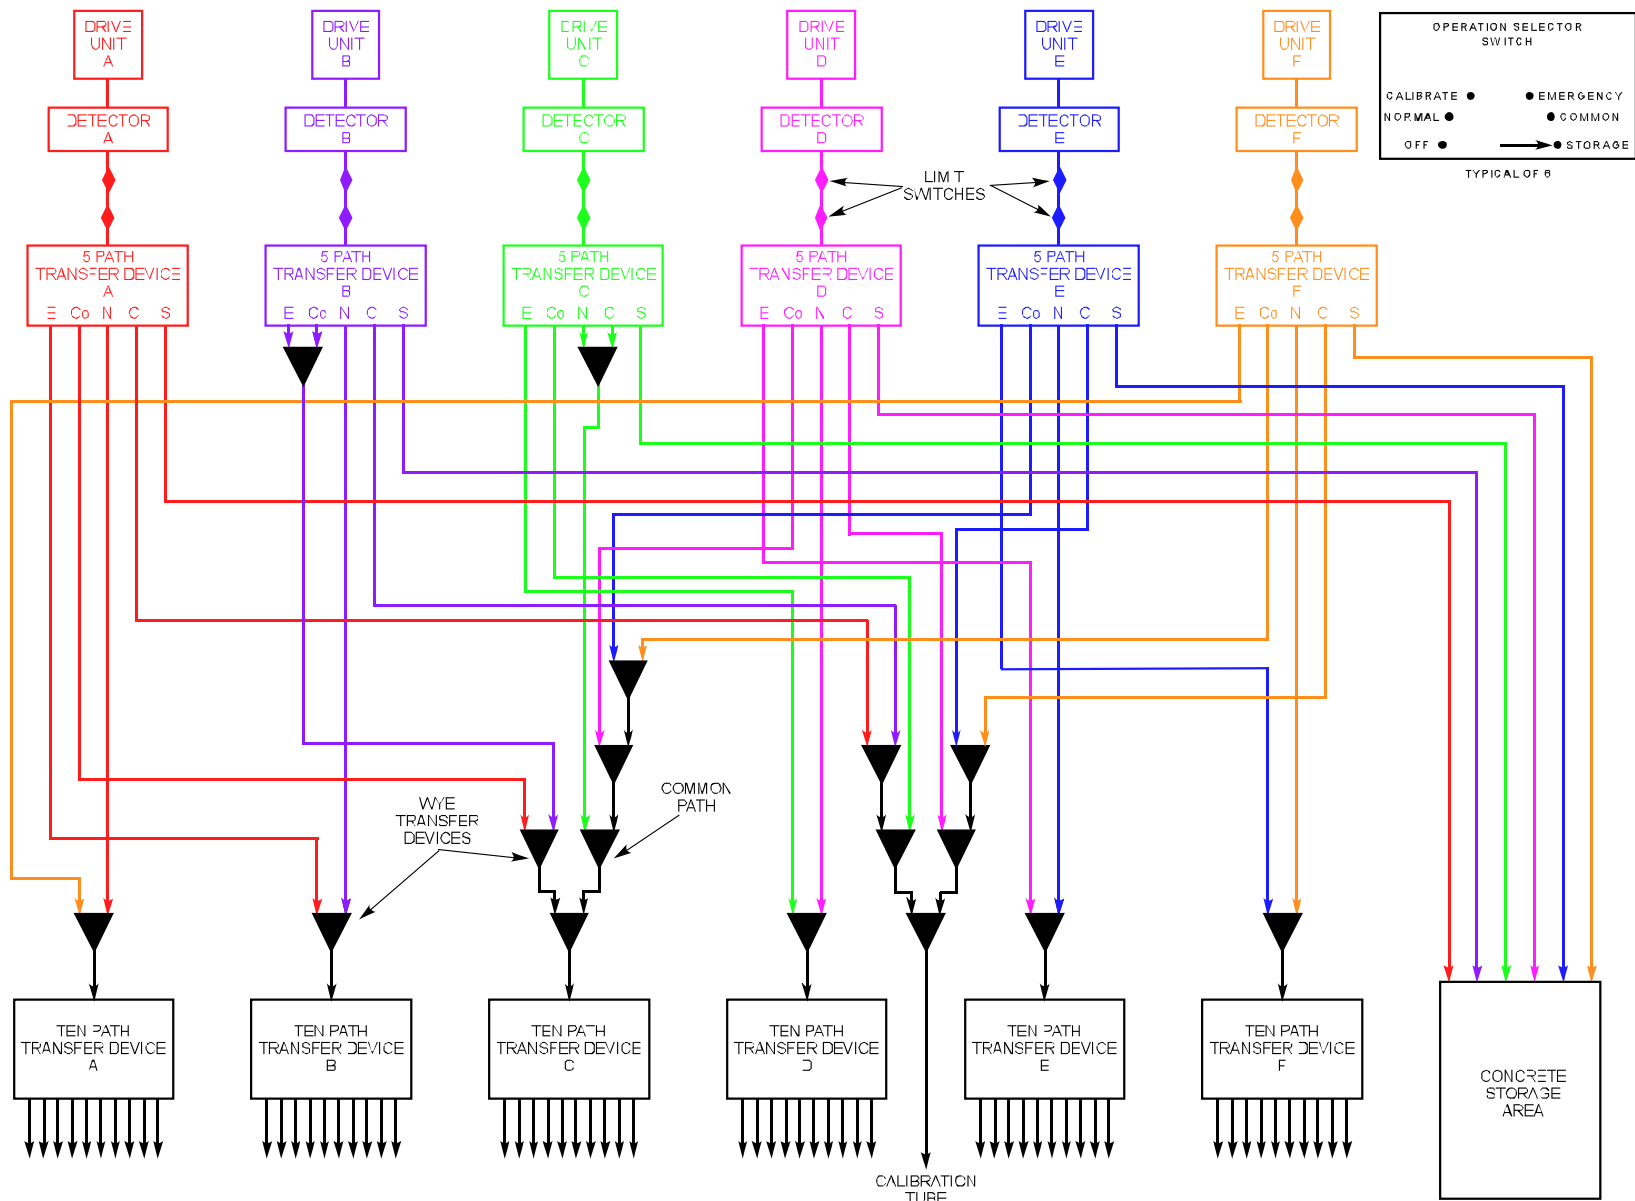 DRIVE
UNIT
A
DRIVE
UNIT
B
DRIVE
UNIT
C
DRIVE
UNIT
D
DRIVE
UNIT
E
DRIVE
UNIT
F
OPERATION SELECTOR
SWITCH
CALIBRATE
EMERGENCY
NORMAL
COMMON
OFF
STORAGE
TYPICAL OF 6
DETECTOR
A
DETECTOR
B
DETECTOR
C
DETECTOR
D
DETECTOR
E
DETECTOR
F
LIMIT
SWITCHES
5 PATH
TRANSFER DEVICE
A
E Co N C S
5 PATH
TRANSFER DEVICE
B
E Co N C S
5 PATH
TRANSFER DEVICE
C
E Co N C S
5 PATH
TRANSFER DEVICE
D
E Co N C S
5 PATH
TRANSFER DEVICE
E
E Co N C S
5 PATH
TRANSFER DEVICE
F
E Co N C S
WYE
TRANSFER
DEVICES
COMMON
PATH
TEN PATH
TRANSFER DEVICE
A
TEN PATH
TRANSFER DEVICE
B
TEN PATH
TRANSFER DEVICE
C
TEN PATH
TRANSFER DEVICE
D
TEN PATH
TRANSFER DEVICE
E
TEN PATH
TRANSFER DEVICE
F
CONCRETE
STORAGE
AREA
CALIBRATION
TUBE